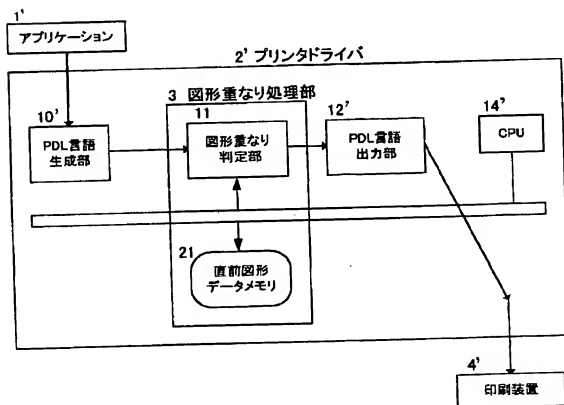 1'
アプリケーション
2' プリンタドライバ
3 図形重なり処理部
10'
PDL言語
生成部
11
図形重なり
判定部
12'
PDL言語
出力部
14'
CPU
21
直前図形
データメモリ
4'
印刷装置